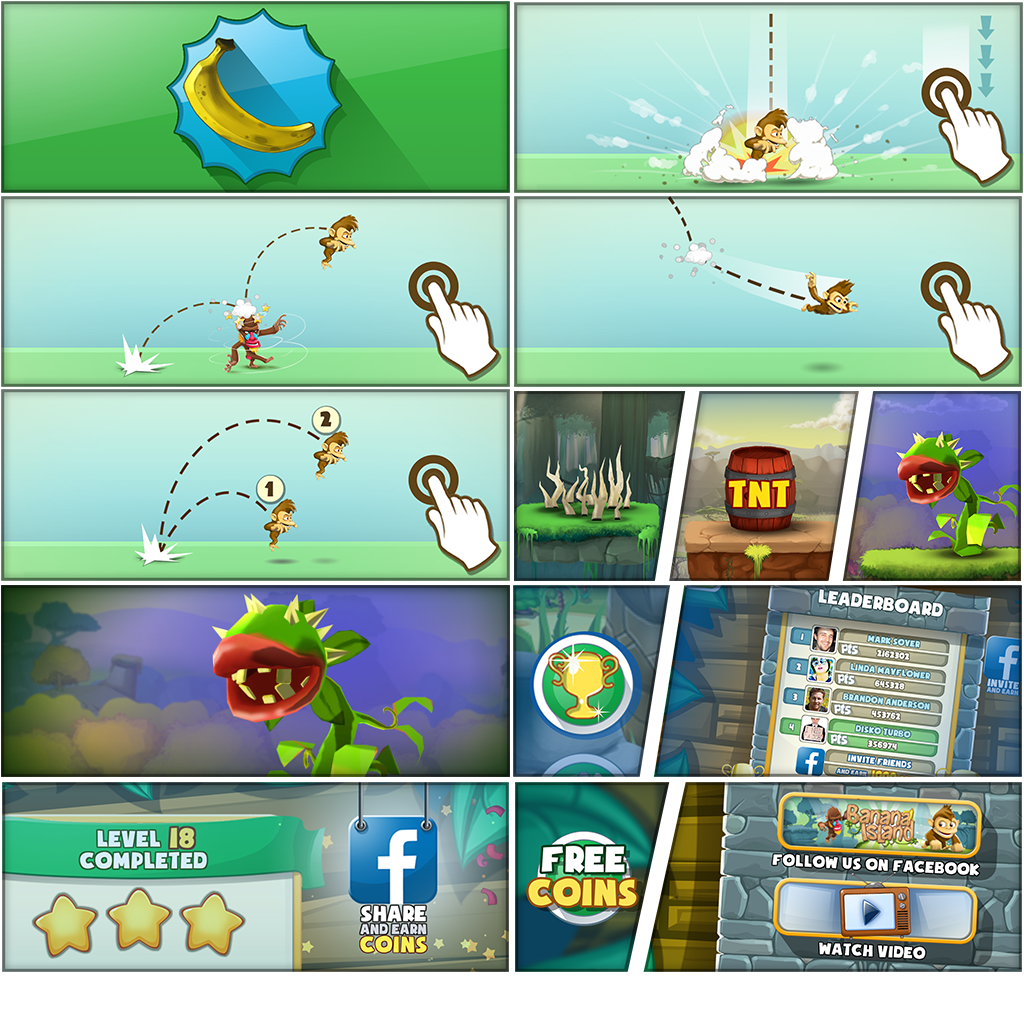 2
1
TNT
LEADERBOARD
1
MARK SOYER
Pts 2162302
2
LINDA MAYFLOWER
Pts 645328
3
BRANDON ANDERSON
Pts 453762
4
DISKO TURBO
Pts 356974
INVITE FRIENDS
AND EARN
f
INVITE
AND EARN
LEVEL 18
COMPLETED
f
SHARE
AND EARN
COINS
FREE
COINS
Banana
Island
FOLLOW US ON FACEBOOK
WATCH VIDEO